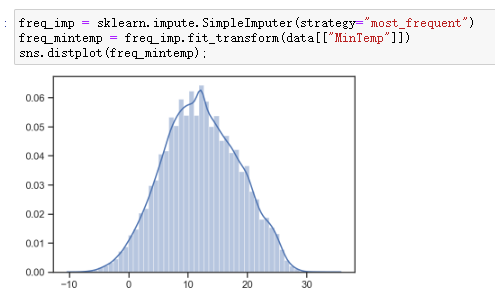 :
freq_imp = sklearn.impute.SimpleImputer(strategy="most_frequent")
freq_mintemp = freq_imp.fit_transform(data[["MinTemp"]])
sns.distplot(freq_mintemp);
0.06
0.05
0.04
0.03
0.02
0.01
0.00
−10 0 10 20 30